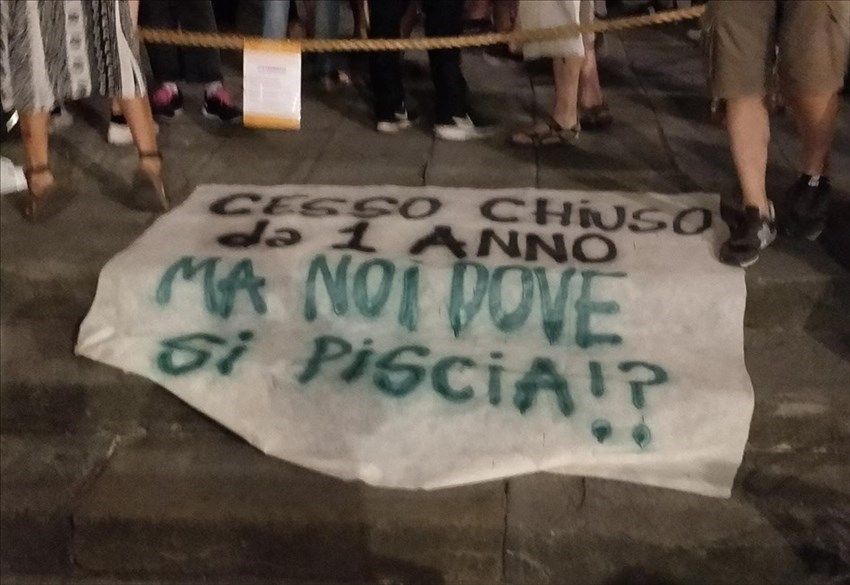 CESSO CHIUSO
da 1 ANNO
MA NOI DOVE
Si PiSCiA!?